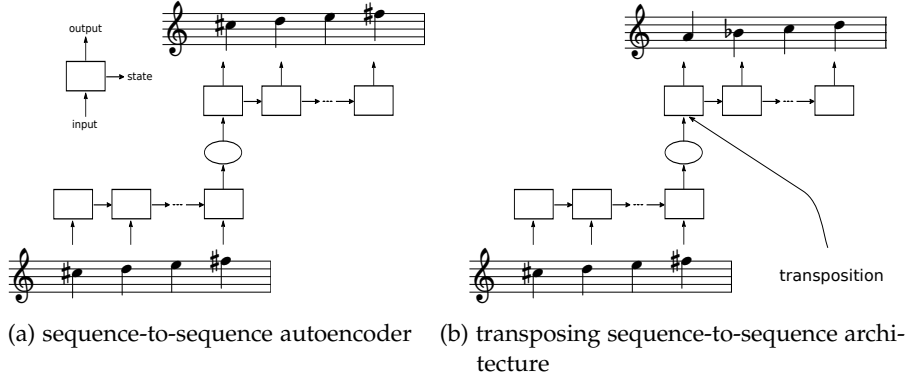 output
state
input
transposition
(a) sequence-to-sequence autoencoder
(b) transposing sequence-to-sequence archi-
tecture